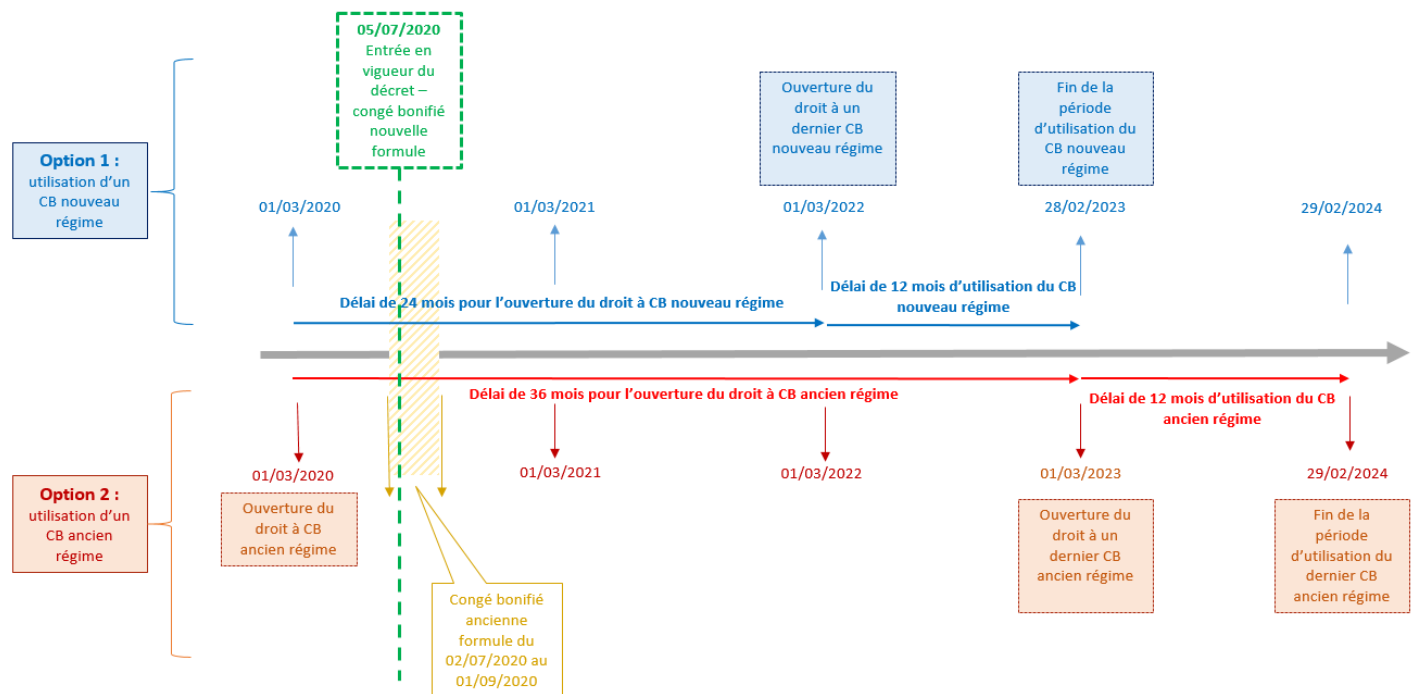 05/07/2020
Entrée en
vigueur du
décret –
congé bonifié
nouvelle
formule
Ouverture du
droit à un
dernier CB
nouveau régime
Fin de la
période
d’utilisation du
CB nouveau
régime
Option 1 :
utilisation d’un
CB nouveau
régime
01/03/2020
01/03/2021
01/03/2022
28/02/2023
29/02/2024
Délai de 24 mois pour l’ouverture du droit à CB nouveau régime
Délai de 12 mois d’utilisation du CB
nouveau régime
Délai de 36 mois pour l’ouverture du droit à CB ancien régime
Délai de 12 mois d’utilisation du CB
ancien régime
01/03/2020
01/03/2021
01/03/2022
01/03/2023
29/02/2024
Option 2 :
utilisation d’un
CB ancien
régime
Ouverture du
droit à CB
ancien régime
Ouverture du
droit à un
dernier CB
ancien régime
Fin de la
période
d’utilisation du
dernier CB
ancien régime
Congé bonifié
ancienne
formule du
02/07/2020 au
01/09/2020